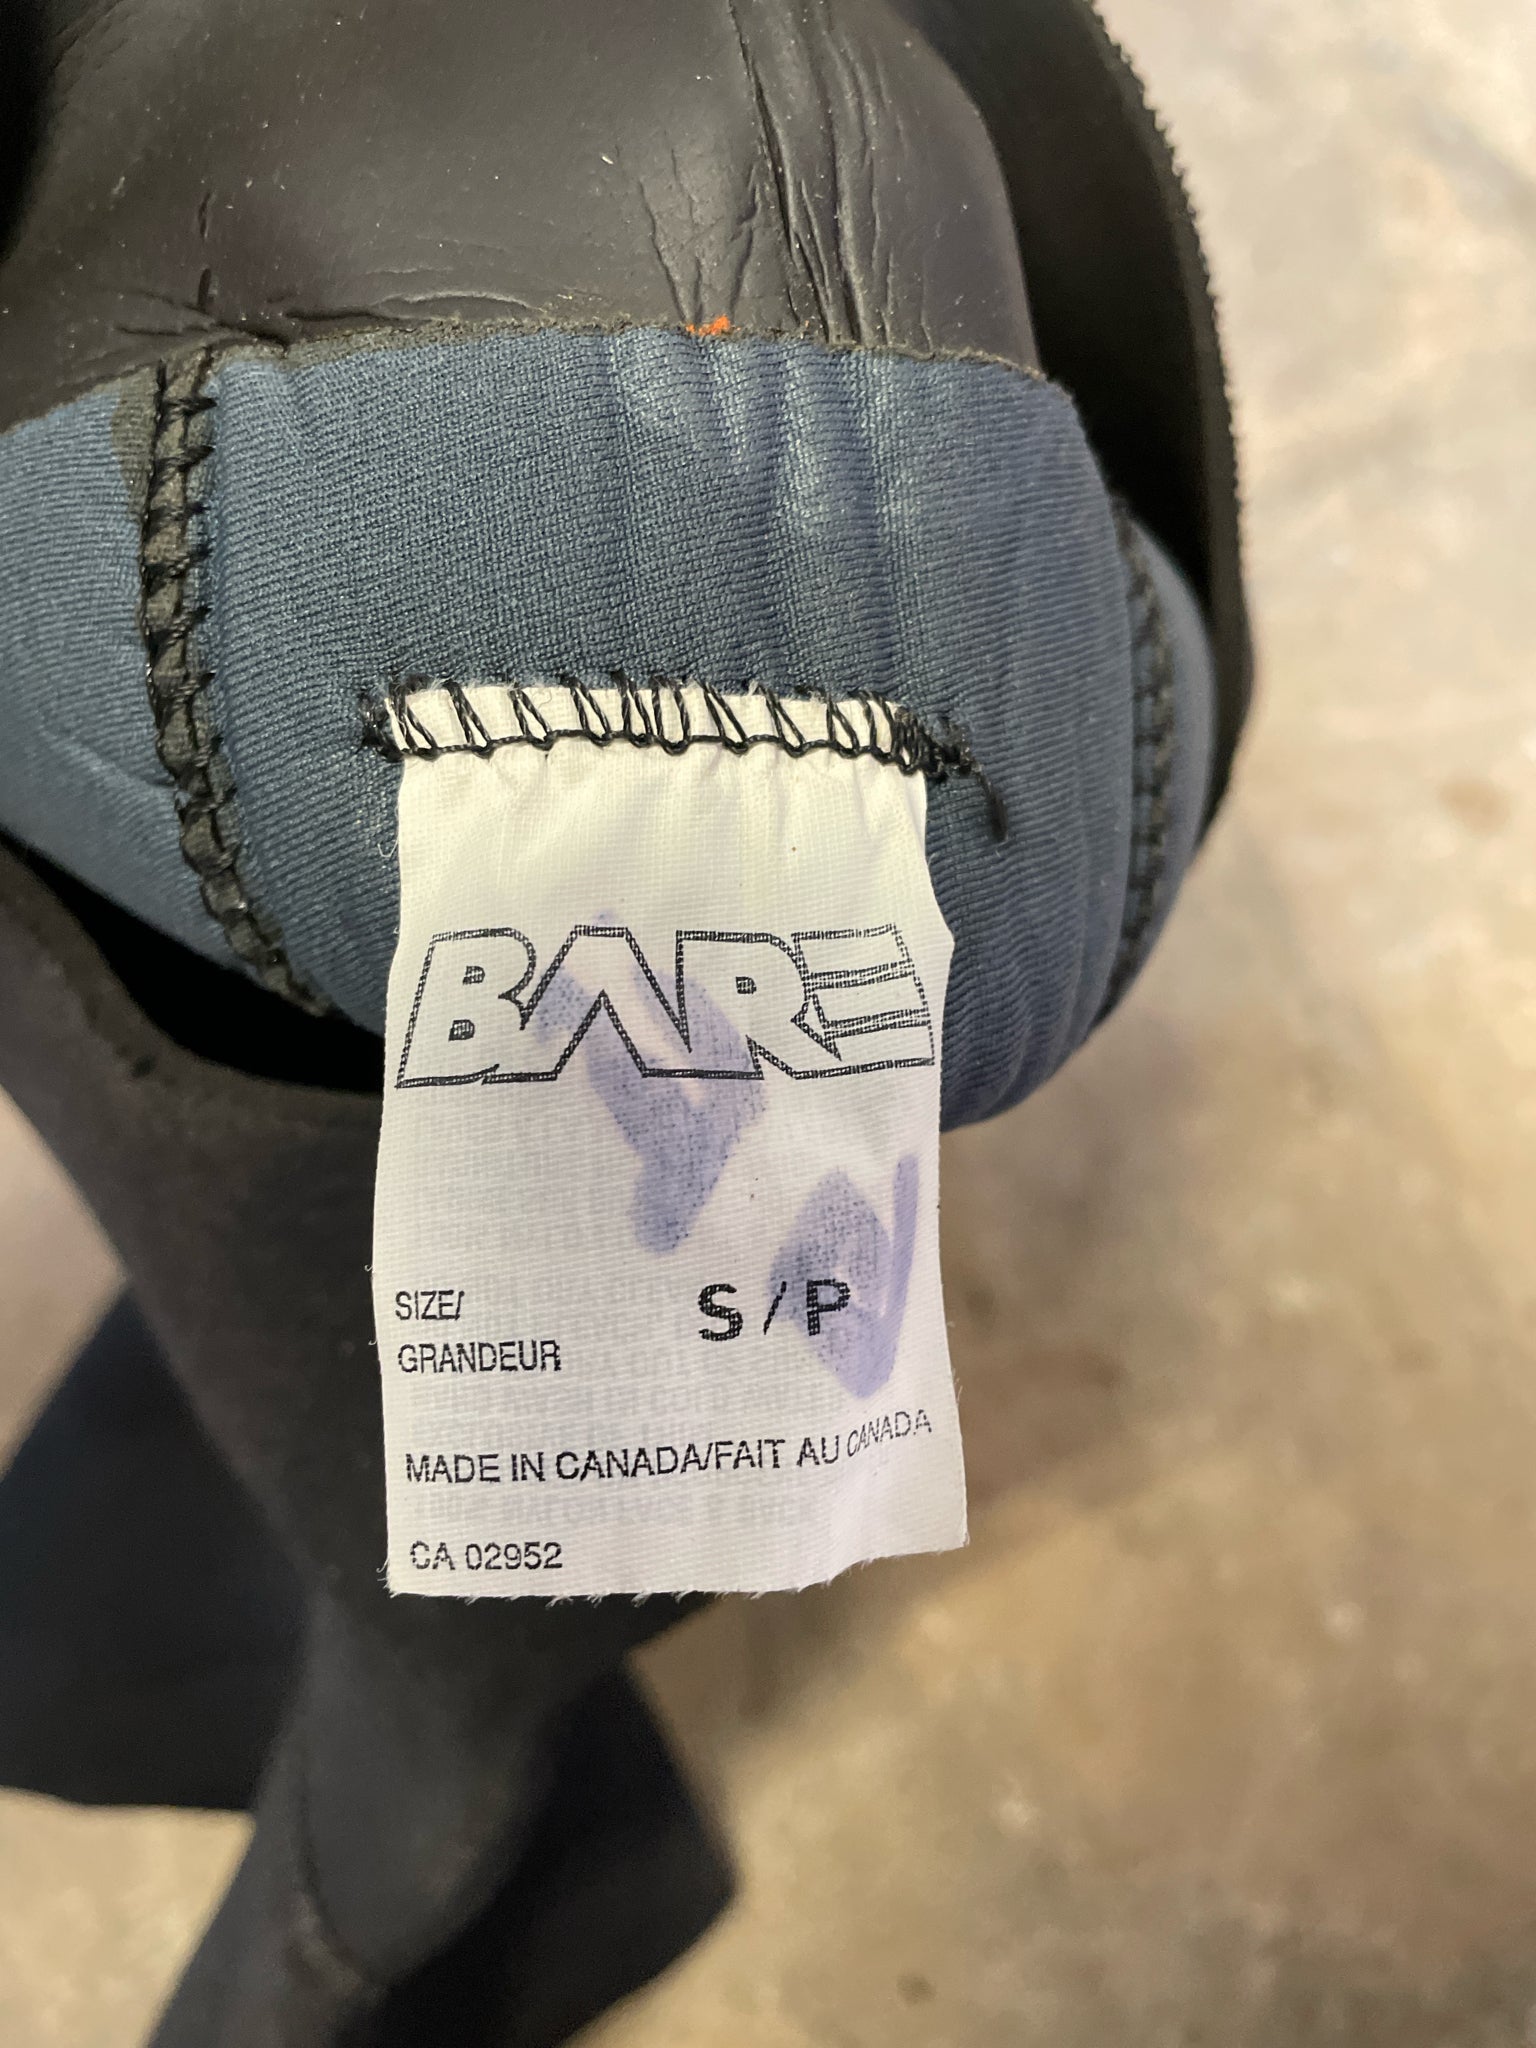 BARE
SIZE/ S/P
GRANDEUR
MADE IN CANADA/FAIT AU CANADA
CA 02952